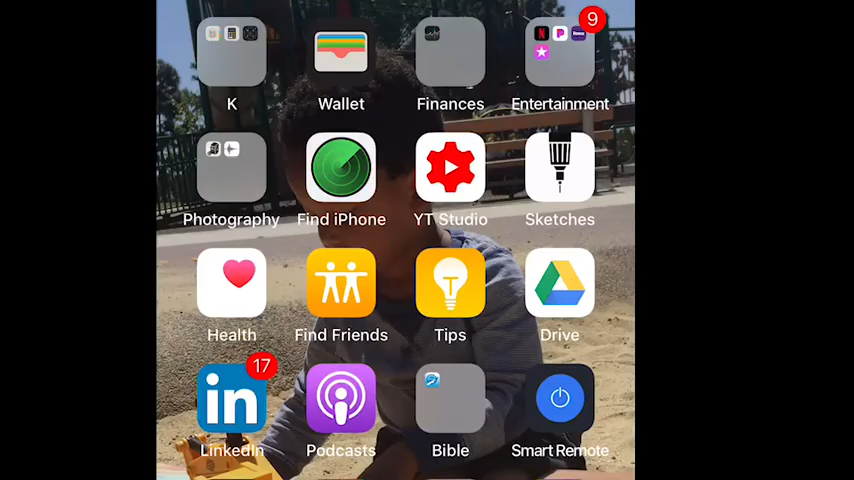 9
K Wallet Finances Entertainment
Photography Find iPhone YT Studio Sketches
Health Find Friends Tips Drive
17
in
LinkedIn Podcasts Bible Smart Remote